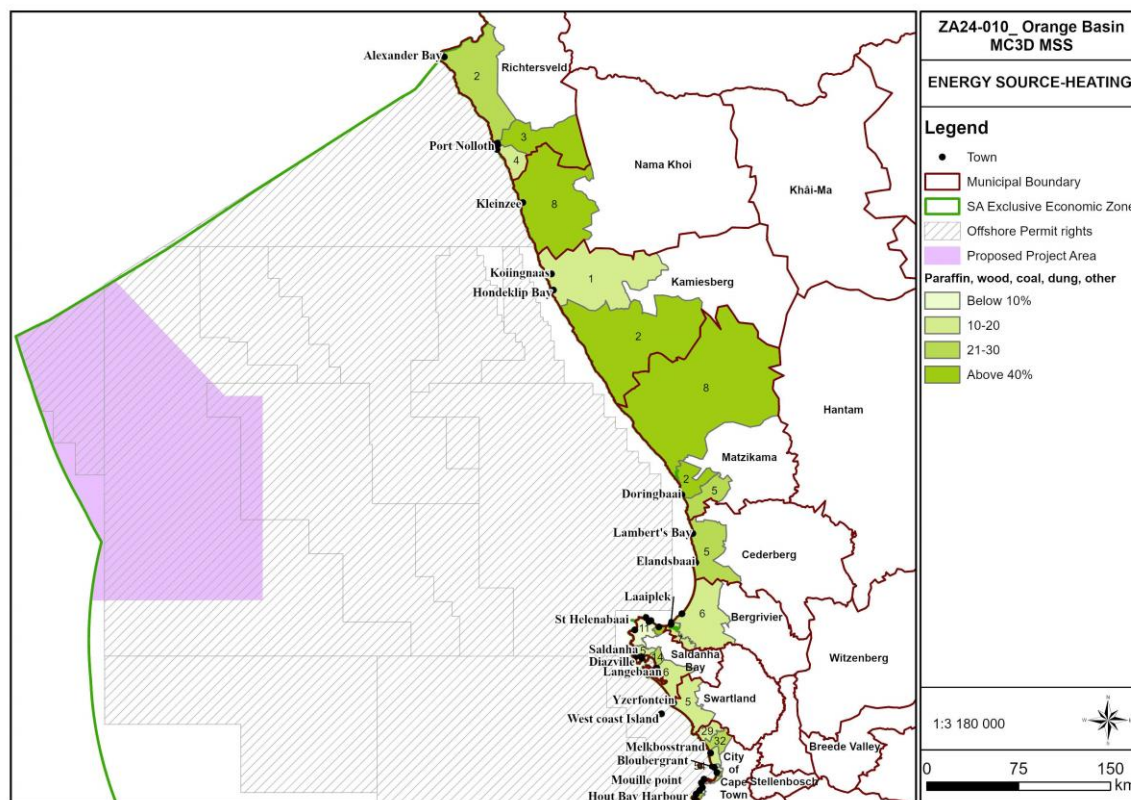 Alexander Bay
Richtersveld
2
3
Port Nolloth
4
Nama Khoi
Khâi-Ma
Kleinzee
8
Koiingnaas
1
Kamiesberg
Hondeklip Bay
2
8
Hantam
Matzikama
2
5
Doringbaai
Lambert's Bay
5
Cederberg
Elandsbaai
Laaiplek
6
Bergrivier
St Helenabaai
11
Saldanha
14
Saldanha
Bay
Witzenberg
Diazville
Langebaan
6
Swartland
Yzerfontein
5
West coast Island
29
32
Melkbosstrand
Breede Valley
Bloubergrant
City
of
Cape
Town
Stellenbosch
Mouille point
Hout Bay Harbour
ZA24-010_ Orange Basin
MC3D MSS
ENERGY SOURCE-HEATING
Legend
Town
Municipal Boundary
SA Exclusive Economic Zone
Offshore Permit rights
Proposed Project Area
Paraffin, wood, coal, dung, other
Below 10%
10-20
21-30
Above 40%
1:3 180 000
N
W
E
S
0 75 150
km